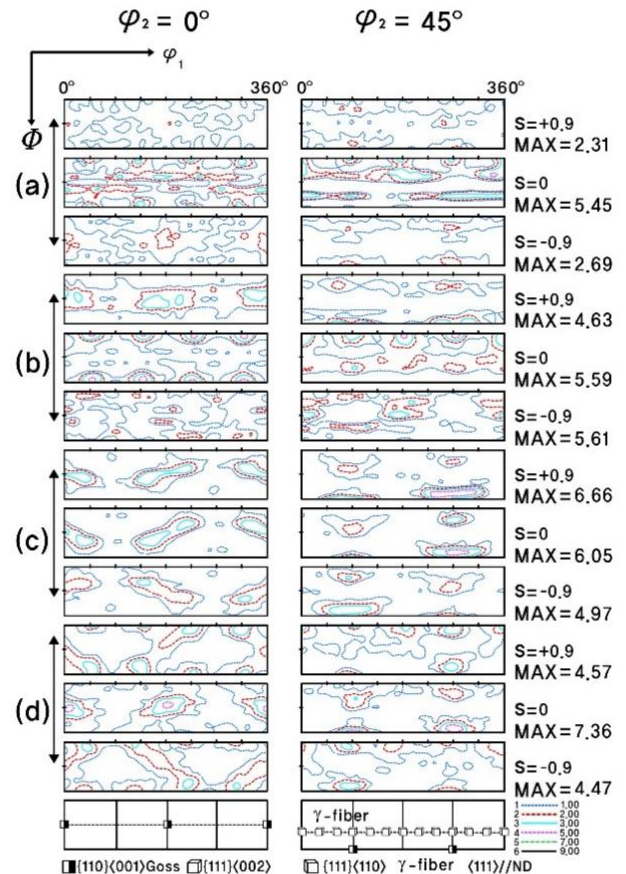 φ₂ = 0° φ₂ = 45°
φ₁
0° 360° 0° 360°
Φ
S=+0.9
MAX=2.31
(a)
S=0
MAX=5.45
S=-0.9
MAX=2.69
S=+0.9
MAX=4.63
(b)
S=0
MAX=5.59
S=-0.9
MAX=5.61
S=+0.9
MAX=6.66
(c)
S=0
MAX=6.05
S=-0.9
MAX=4.97
S=+0.9
MAX=4.57
(d)
S=0
MAX=7.36
S=-0.9
MAX=4.47
γ-fiber
1 1,00
2 2,00
3 3,00
4 5,00
5 7,00
6 9,00
{110}⟨001⟩Goss {111}⟨002⟩ {111}⟨110⟩ γ-fiber ⟨111⟩//ND